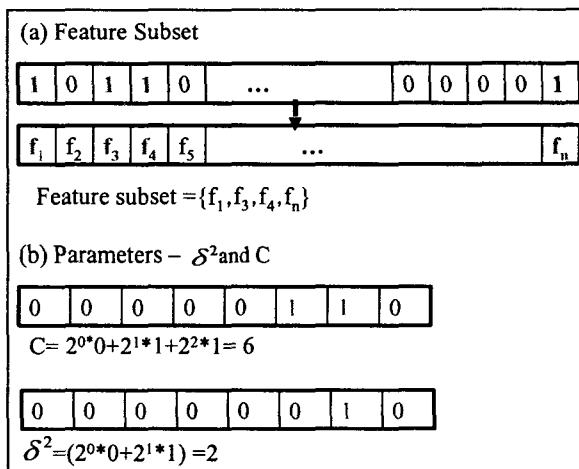 (a) Feature Subset
1 0 1 1 0 ... 0 0 0 0 1
f₁ f₂ f₃ f₄ f₅ ... fₙ
Feature subset ={f₁,f₃,f₄,fₙ}
(b) Parameters – δ² and C
0 0 0 0 0 1 1 0
C= 2⁰*0+2¹*1+2²*1= 6
0 0 0 0 0 0 1 0
δ²=(2⁰*0+2¹*1) =2